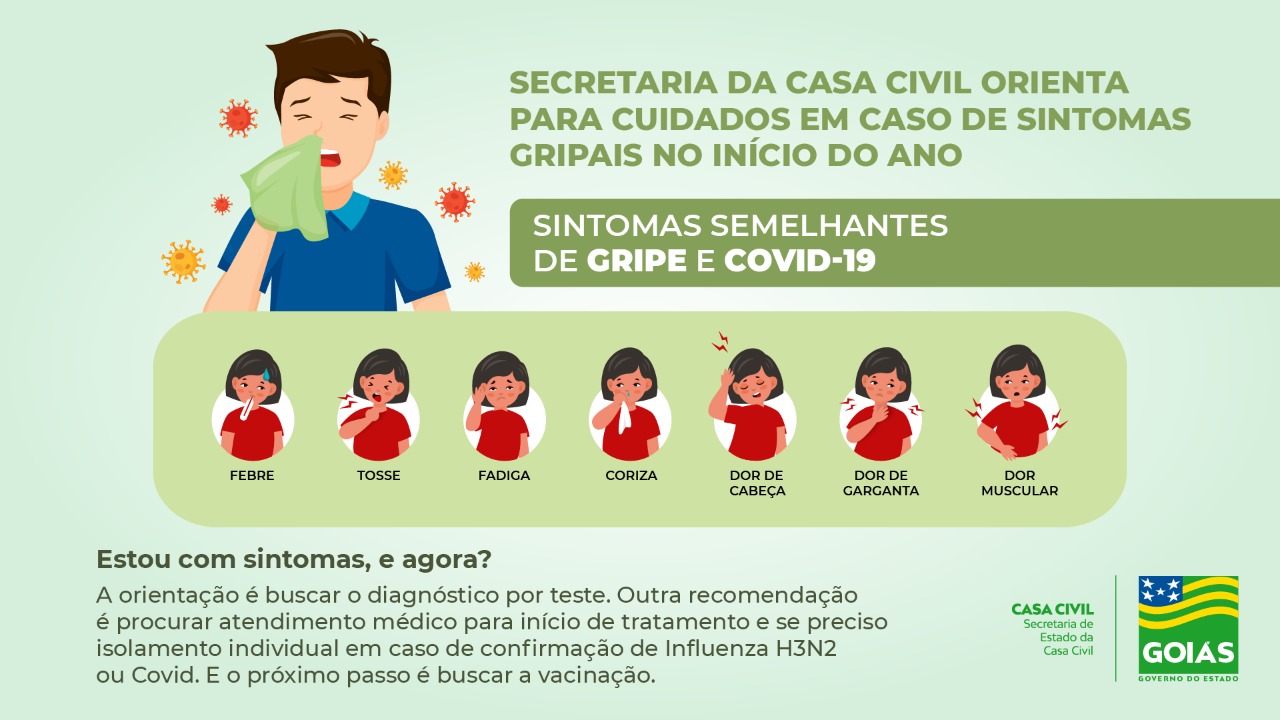 SECRETARIA DA CASA CIVIL ORIENTA
PARA CUIDADOS EM CASO DE SINTOMAS
GRIPAIS NO INÍCIO DO ANO
SINTOMAS SEMELHANTES
DE GRIPE E COVID-19
FEBRE
TOSSE
FADIGA
CORIZA
DOR DE
CABEÇA
DOR DE
GARGANTA
DOR
MUSCULAR
Estou com sintomas, e agora?
A orientação é buscar o diagnóstico por teste. Outra recomendação
é procurar atendimento médico para início de tratamento e se preciso
isolamento individual em caso de confirmação de Influenza H3N2
ou Covid. E o próximo passo é buscar a vacinação.
CASA CIVIL
Secretaria de
Estado da
Casa Civil
GOIÁS
GOVERNO DO ESTADO